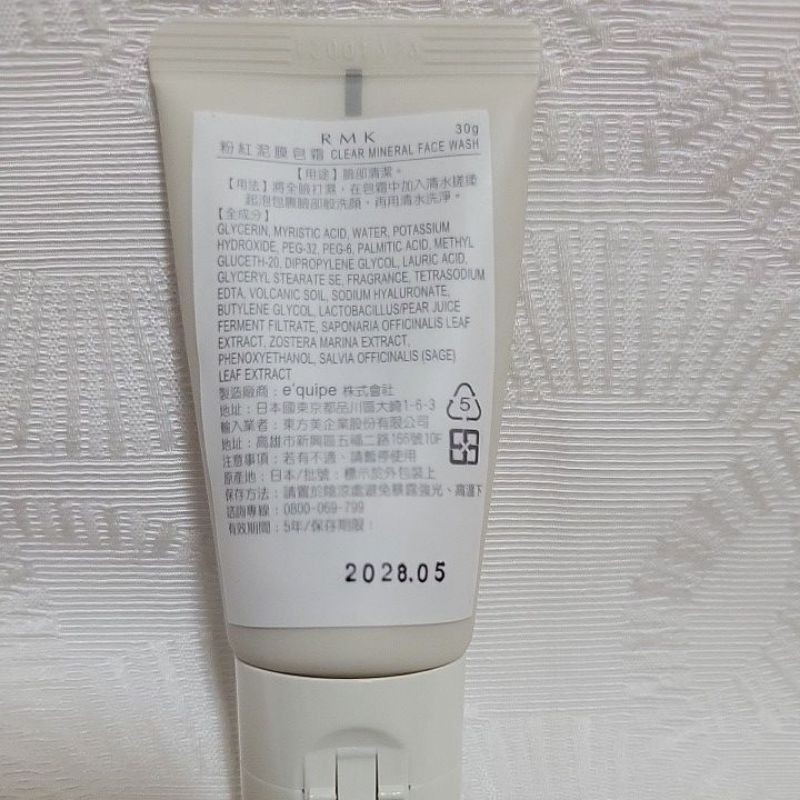 RMK 30g
粉紅泥膜皂霜 CLEAR MINERAL FACE WASH
【用途】臉部清潔。
【用法】將全臉打濕，在皂霜中加入清水搓揉
起泡包裹臉部般洗顏，再用清水洗淨。
【全成分】
GLYCERIN, MYRISTIC ACID, WATER, POTASSIUM
HYDROXIDE, PEG-32, PEG-6, PALMITIC ACID, METHYL
GLUCETH-20, DIPROPYLENE GLYCOL, LAURIC ACID,
GLYCERYL STEARATE SE, FRAGRANCE, TETRASODIUM
EDTA, VOLCANIC SOIL, SODIUM HYALURONATE,
BUTYLENE GLYCOL, LACTOBACILLUS/PEAR JUICE
FERMENT FILTRATE, SAPONARIA OFFICINALIS LEAF
EXTRACT, ZOSTERA MARINA EXTRACT,
PHENOXYETHANOL, SALVIA OFFICINALIS (SAGE)
LEAF EXTRACT
製造廠商：e'quipe 株式會社
地址：日本國東京都品川區大崎1-6-3
輸入業者：東方美企業股份有限公司
地址：高雄市新興區五福二路166號10F
注意事項：若有不適、請暫停使用
原產地：日本/批號：標示於外包裝上
保存方法：請置於陰涼處避免暴露強光、高溫下
諮詢專線：0800-069-799
有效期間：5年/保存期限：
2028.05
5